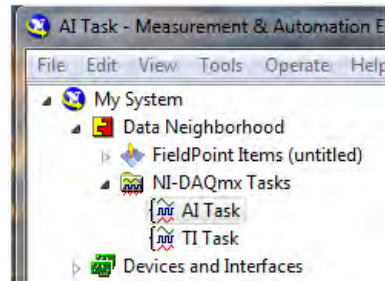 AI Task - Measurement & Automation E
File Edit View Tools Operate Help
My System
Data Neighborhood
FieldPoint Items (untitled)
NI-DAQmx Tasks
AI Task
TI Task
Devices and Interfaces